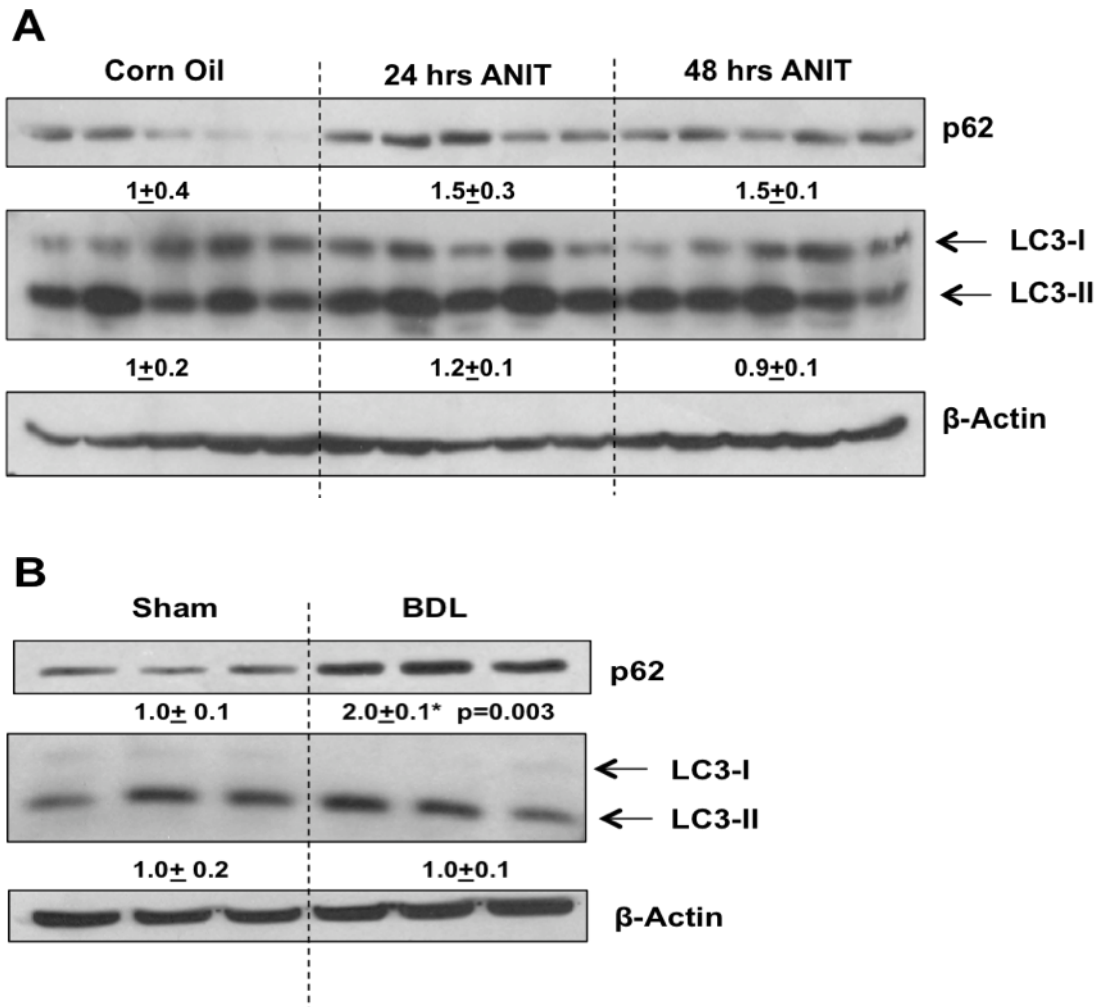 A
Corn Oil 24 hrs ANIT 48 hrs ANIT
p62
1±0.4 1.5±0.3 1.5±0.1
LC3-I
LC3-II
1±0.2 1.2±0.1 0.9±0.1
β-Actin
B
Sham BDL
p62
1.0± 0.1 2.0±0.1* p=0.003
LC3-I
LC3-II
1.0± 0.2 1.0±0.1
β-Actin